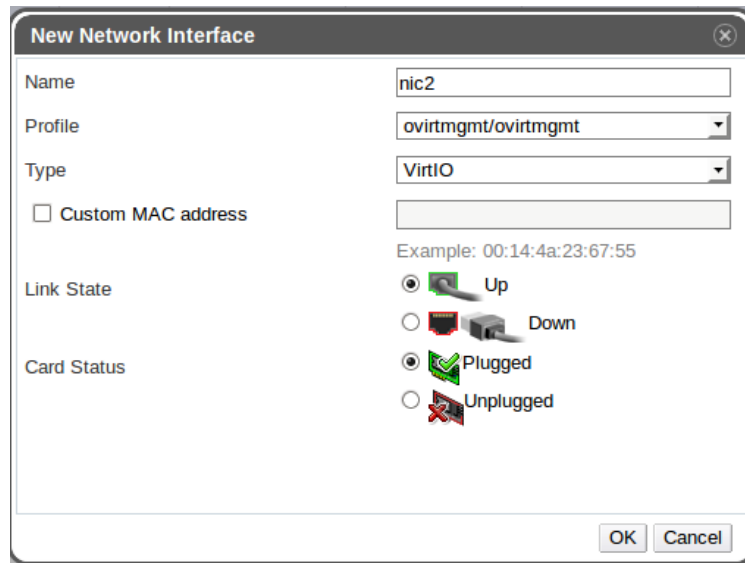 New Network Interface
Name
nic2
Profile
ovirtmgmt/ovirtmgmt
Type
VirtIO
Custom MAC address
Example: 00:14:4a:23:67:55
Link State
Up
Down
Card Status
Plugged
Unplugged
OK
Cancel